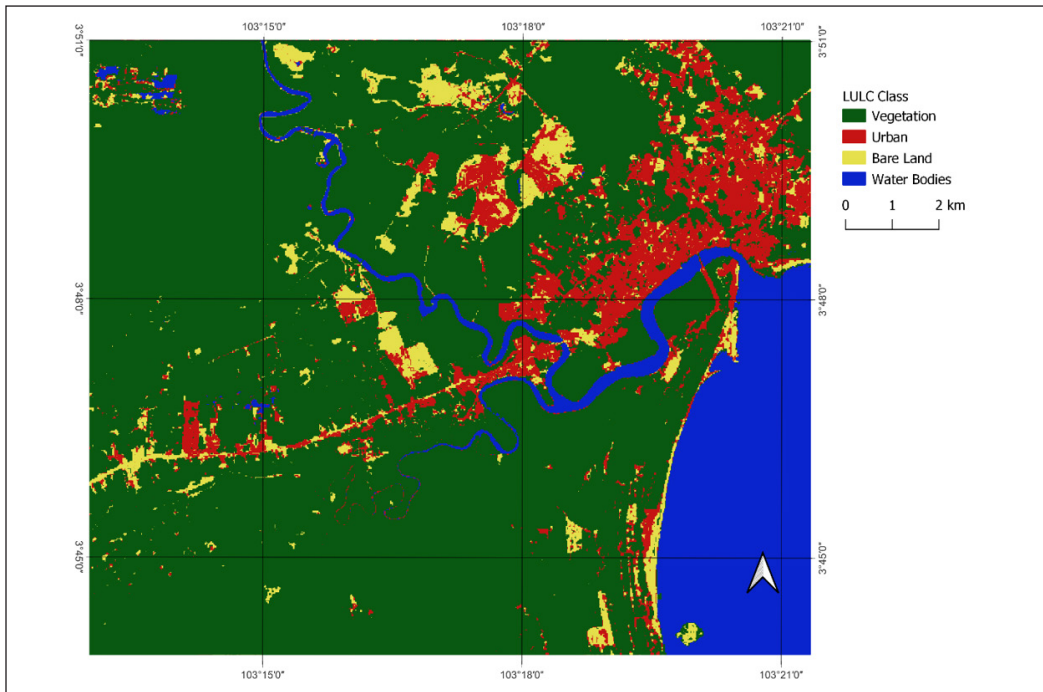 103°15'0" 103°18'0" 103°21'0"
3°51'0" 3°51'0"
LULC Class
Vegetation
Urban
Bare Land
Water Bodies
0 1 2 km
3°48'0" 3°48'0"
3°45'0" 3°45'0"
103°15'0" 103°18'0" 103°21'0"